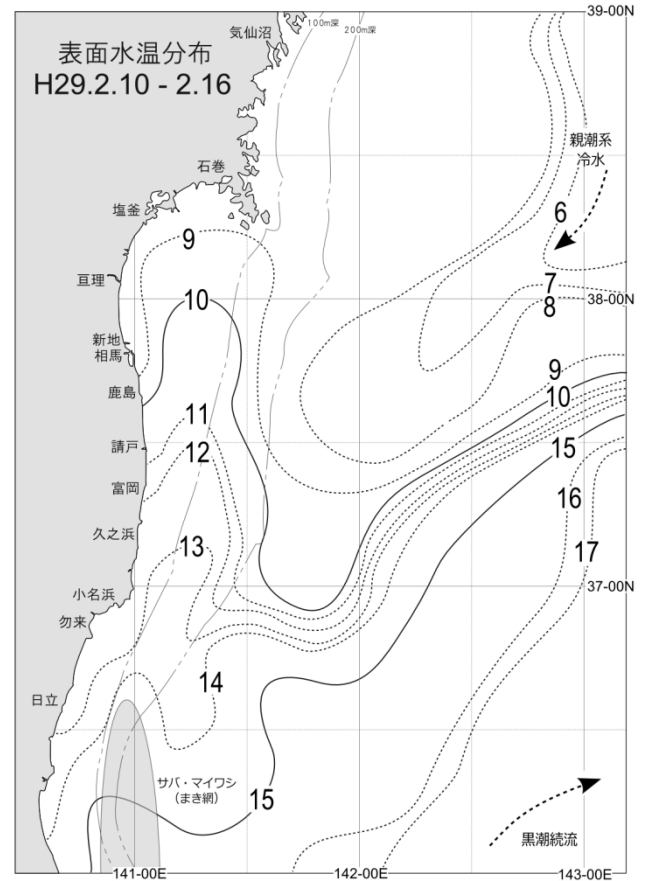 39-00N
気仙沼
100m深
200m深
表面水温分布
H29.2.10 - 2.16
親潮系
冷水
石巻
塩釜
6
9
亘理
7
38-00N
10
8
新地
相馬
9
鹿島
10
11
請戸
12
15
富岡
16
久之浜
13
17
小名浜
37-00N
勿来
14
日立
サバ・マイワシ
(まき網)
15
黒潮続流
141-00E
142-00E
143-00E